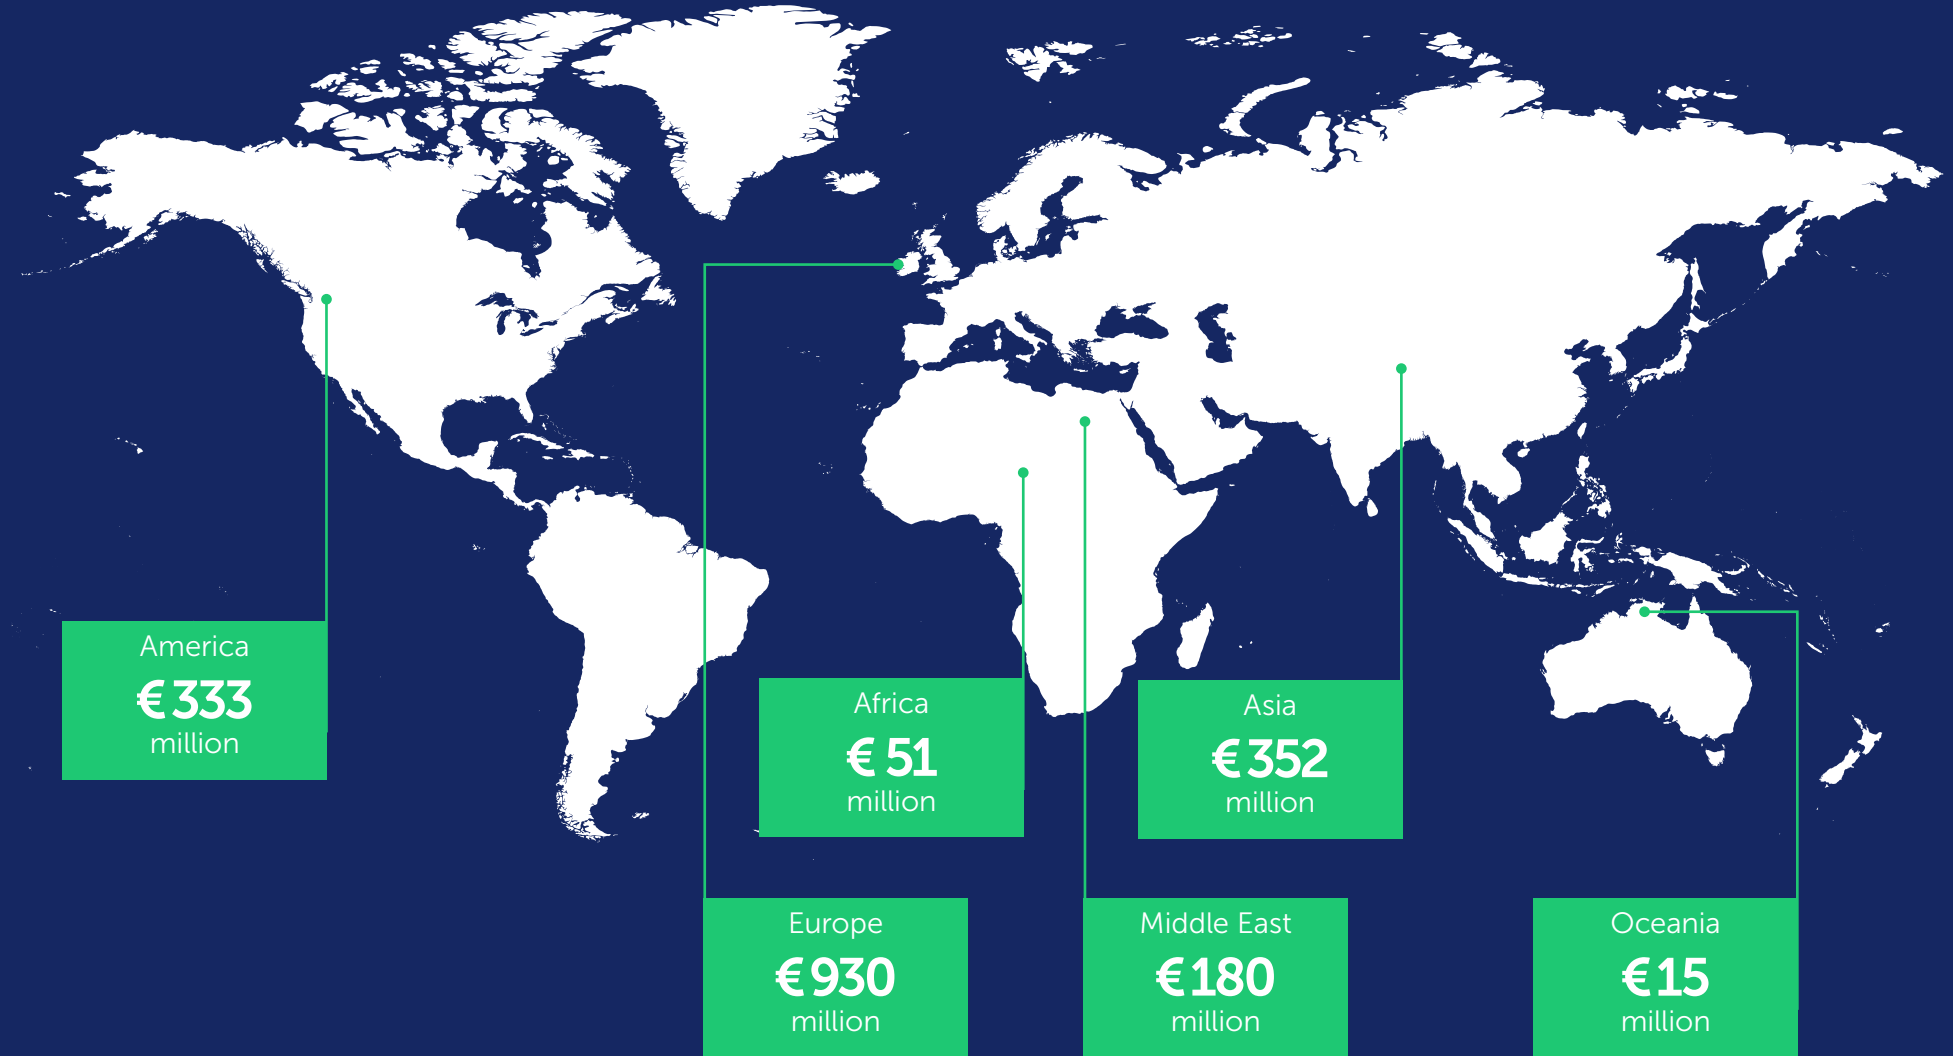 America
€ 333
million
Africa
€ 51
million
Asia
€ 352
million
Europe
€ 930
million
Middle East
€ 180
million
Oceania
€ 15
million